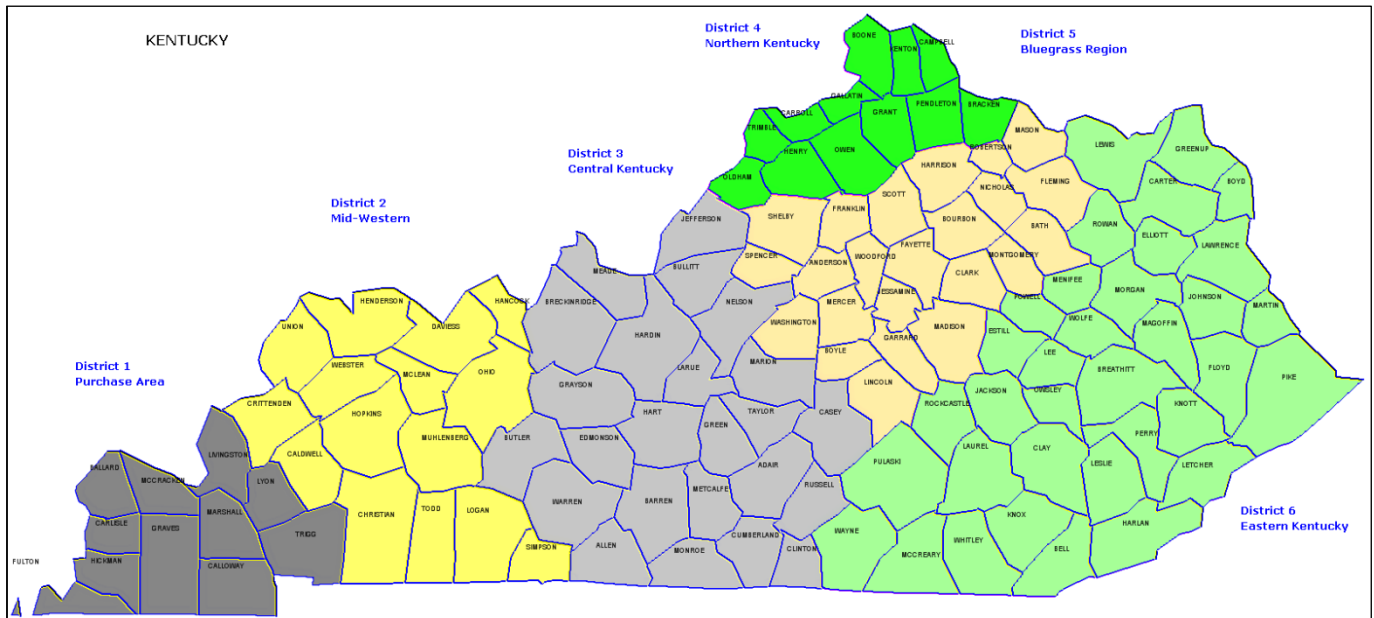 KENTUCKY
District 4
Northern Kentucky
District 5
Bluegrass Region
District 3
Central Kentucky
District 2
Mid-Western
District 1
Purchase Area
District 6
Eastern Kentucky
BOONE
KENTON
CAMPBELL
GALLATIN
CARROLL
TRIMBLE
GRANT
PENDLETON
BRACKEN
HENRY
OWEN
OLDHAM
MASON
ROBERTSON
HARRISON
LEWIS
GREENUP
NICHOLAS
FLEMING
CARTER
BOYD
SCOTT
SHELBY
FRANKLIN
BOURBON
BATH
ROWAN
ELLIOTT
LAWRENCE
JEFFERSON
FAYETTE
SPENCER
ANDERSON
WOODFORD
MONTGOMERY
CLARK
BULLITT
MEADE
MENIFEE
MORGAN
JOHNSON
MARTIN
BRECKINRIDGE
NELSON
MERCER
JESSAMINE
POWELL
WOLFE
MAGOFFIN
HANCOCK
HENDERSON
DAVIESS
UNION
HARDIN
WASHINGTON
MADISON
ESTILL
GARRARD
BOYLE
LEE
WEBSTER
MCLEAN
OHIO
LARUE
MARION
BREATHITT
FLOYD
PIKE
GRAYSON
LINCOLN
JACKSON
OWSLEY
CRITTENDEN
HOPKINS
HART
TAYLOR
CASEY
ROCKCASTLE
KNOTT
MUHLENBERG
BUTLER
EDMONSON
GREEN
PERRY
LIVINGSTON
CALDWELL
LAUREL
CLAY
LESLIE
LETCHER
BALLARD
MCCRACKEN
LYON
ADAIR
PULASKI
RUSSELL
METCALFE
MARSHALL
WARREN
BARREN
CARLISLE
GRAVES
CHRISTIAN
TODD
LOGAN
KNOX
HARLAN
TRIGG
CUMBERLAND
WAYNE
WHITLEY
BELL
FULTON
HICKMAN
CALLOWAY
SIMPSON
ALLEN
MONROE
CLINTON
MCCREARY